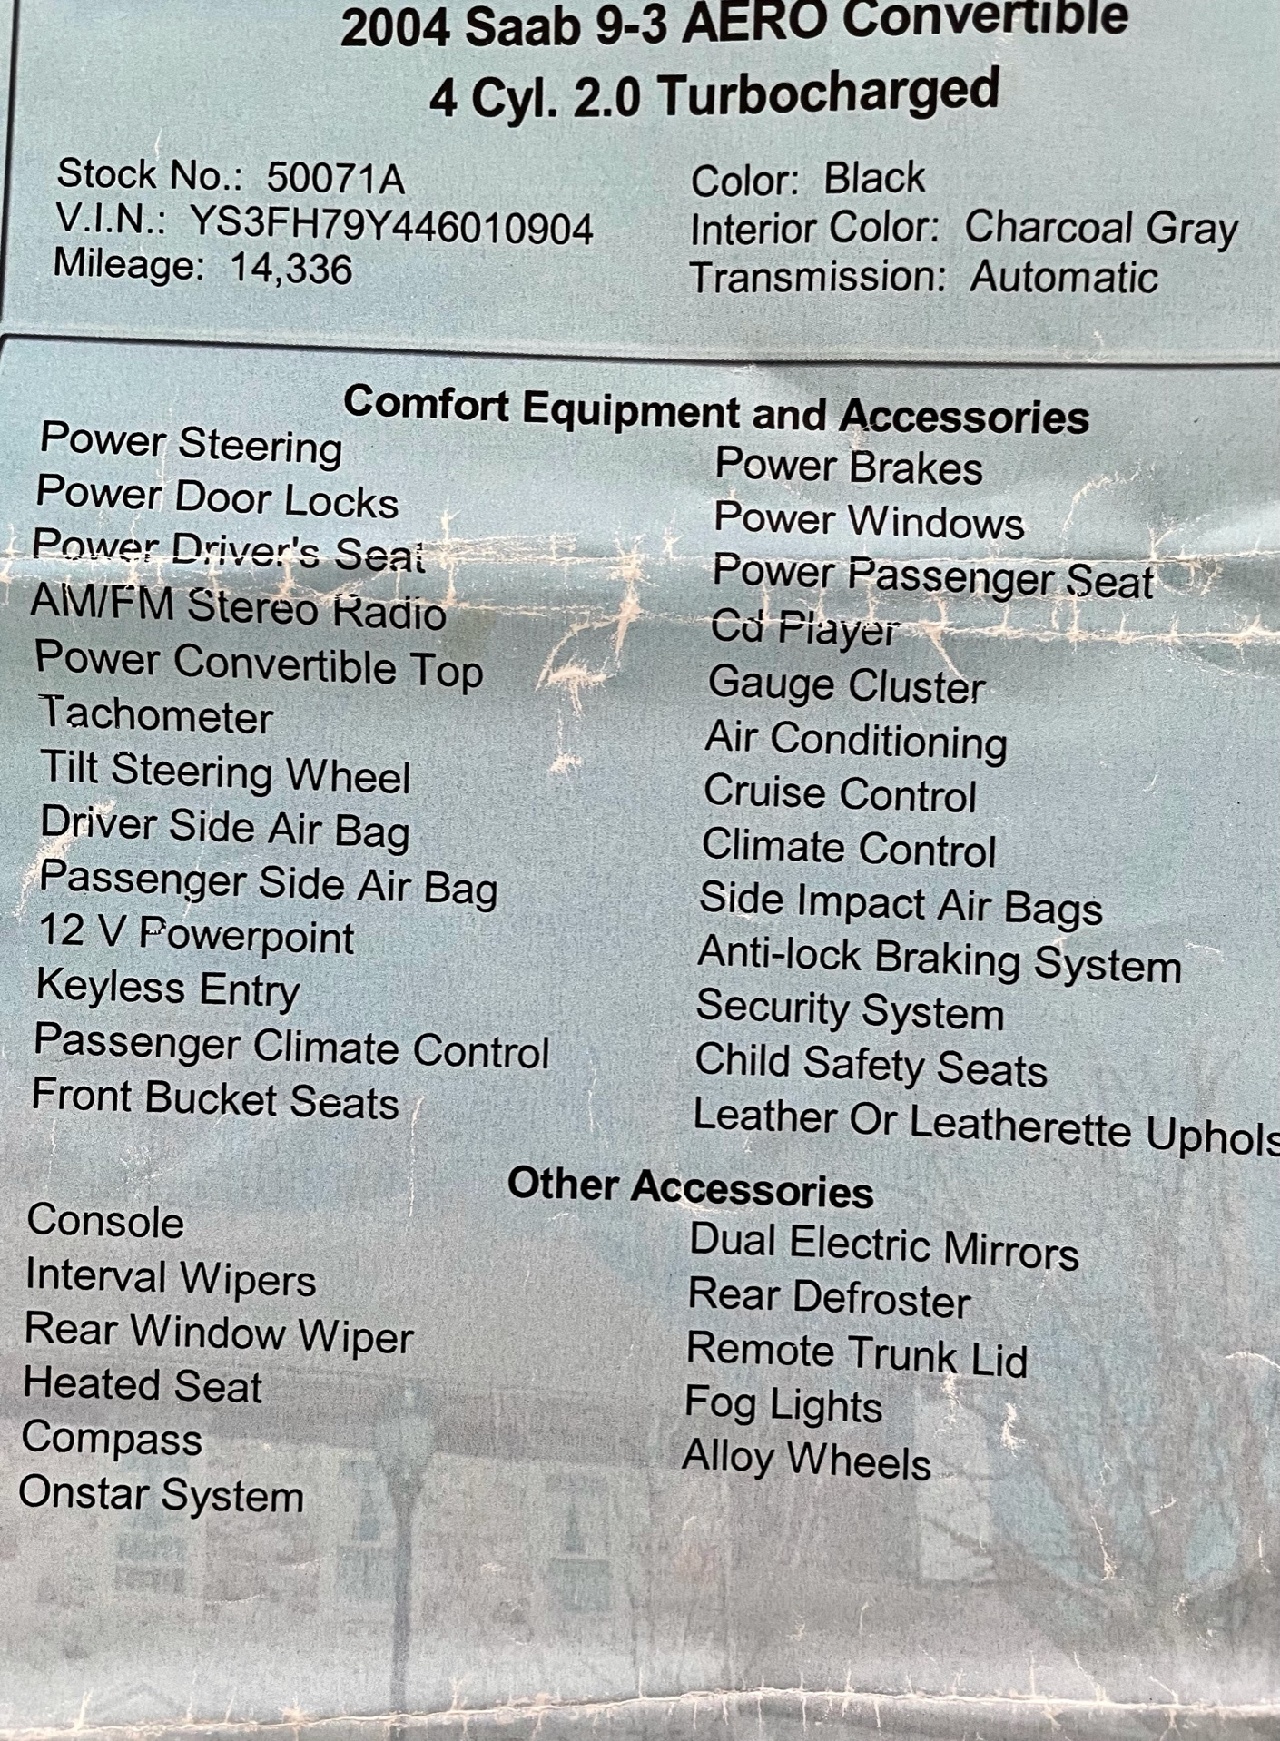 2004 Saab 9-3 AERO Convertible
4 Cyl. 2.0 Turbocharged
Stock No.: 50071A
V.I.N.: YS3FH79Y446010904
Mileage: 14,336
Color: Black
Interior Color: Charcoal Gray
Transmission: Automatic
Comfort Equipment and Accessories
Power Steering
Power Door Locks
Power Driver's Seat
AM/FM Stereo Radio
Power Convertible Top
Tachometer
Tilt Steering Wheel
Driver Side Air Bag
Passenger Side Air Bag
12 V Powerpoint
Keyless Entry
Passenger Climate Control
Front Bucket Seats
Power Brakes
Power Windows
Power Passenger Seat
Cd Player
Gauge Cluster
Air Conditioning
Cruise Control
Climate Control
Side Impact Air Bags
Anti-lock Braking System
Security System
Child Safety Seats
Leather Or Leatherette Uphols
Other Accessories
Console
Interval Wipers
Rear Window Wiper
Heated Seat
Compass
Onstar System
Dual Electric Mirrors
Rear Defroster
Remote Trunk Lid
Fog Lights
Alloy Wheels